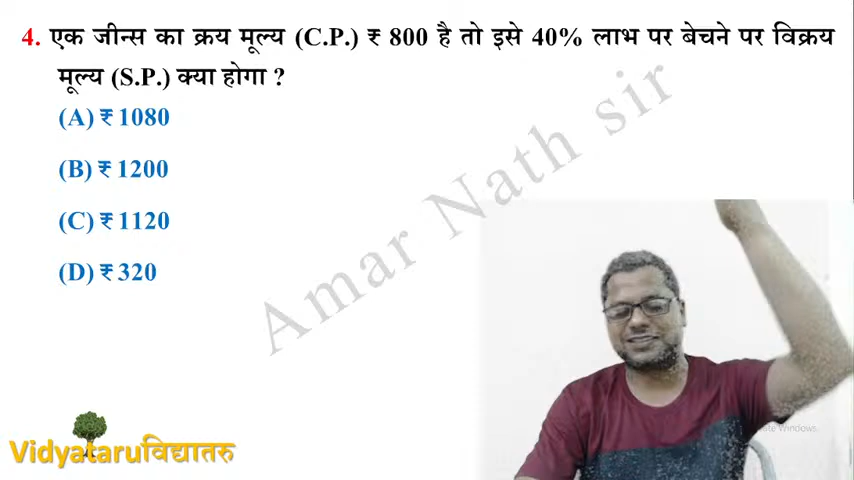 4. एक जीन्स का क्रय मूल्य (C.P.) ₹ 800 है तो इसे 40% लाभ पर बेचने पर विक्रय
मूल्य (S.P.) क्या होगा ?
(A) ₹ 1080
(B) ₹ 1200
(C) ₹ 1120
(D) ₹ 320
Amar Nath sir
Vidyataruविद्यातरु
Windows.